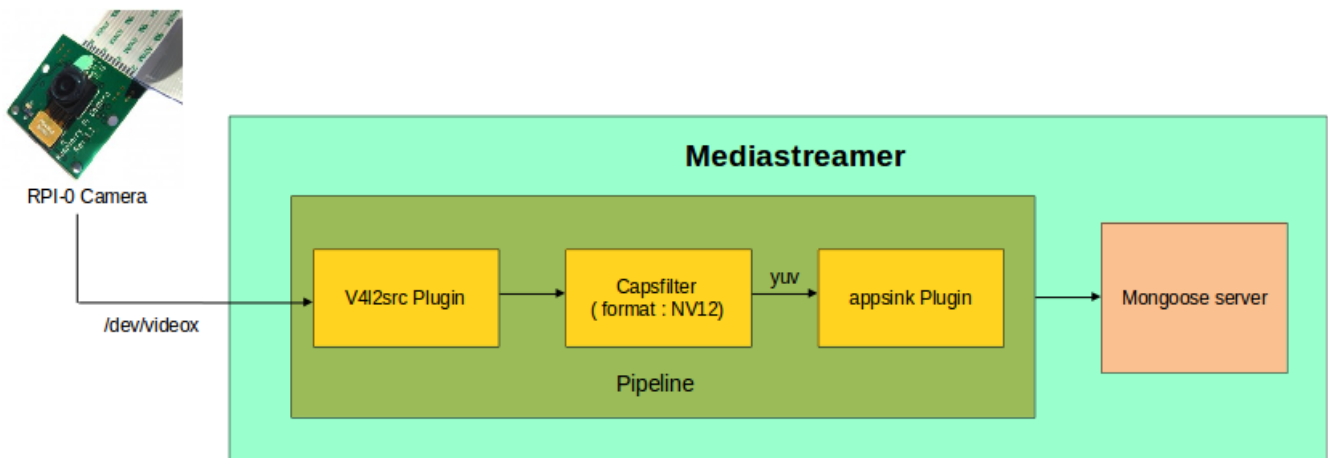 RPI-0 Camera
/dev/videox
Mediastreamer
V4l2src Plugin
Capsfilter
( format : NV12)
yuv
appsink Plugin
Pipeline
Mongoose server